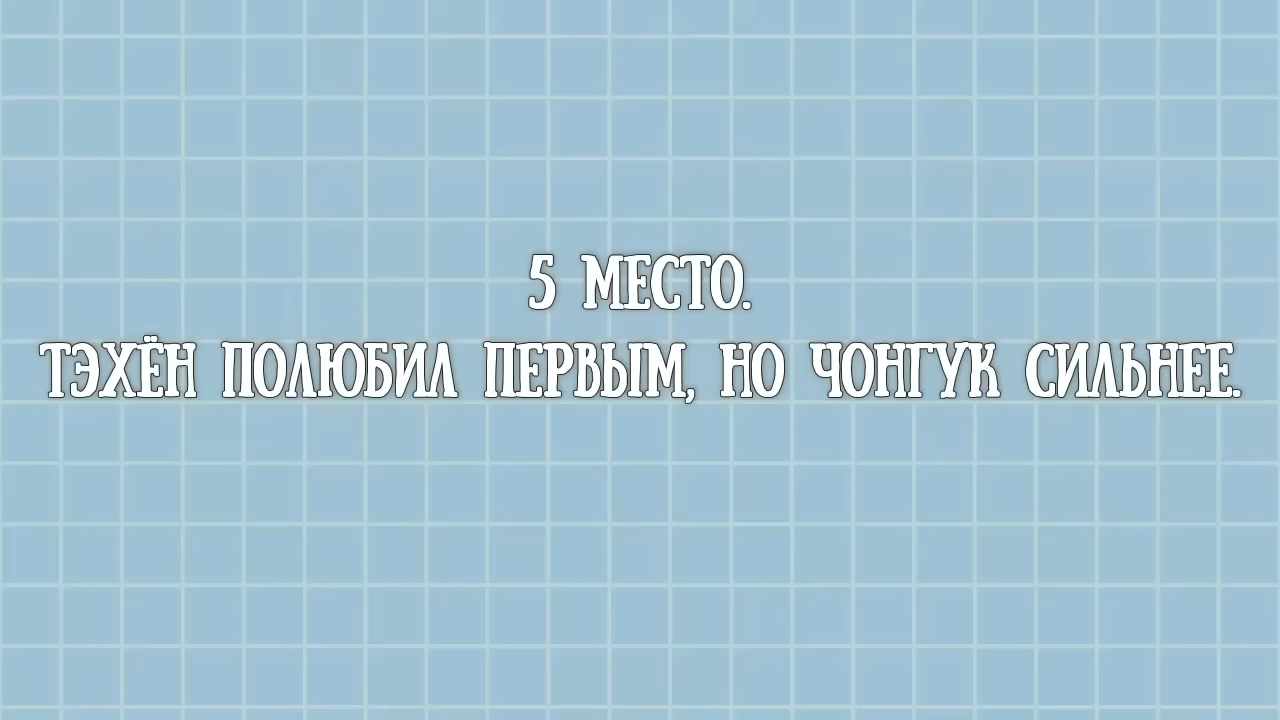 5 МЕСТО.
ТЭХЁН ПОЛЮБИЛ ПЕРВЫМ, НО ЧОНГУК СИЛЬНЕЕ.